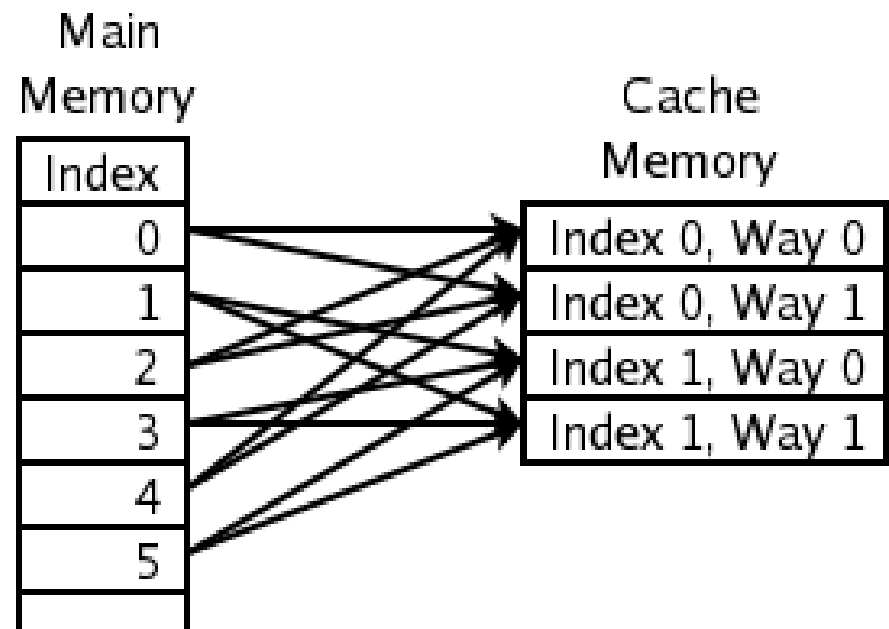 Main
Memory
Index
0
1
2
3
4
5
Cache
Memory
Index 0, Way 0
Index 0, Way 1
Index 1, Way 0
Index 1, Way 1